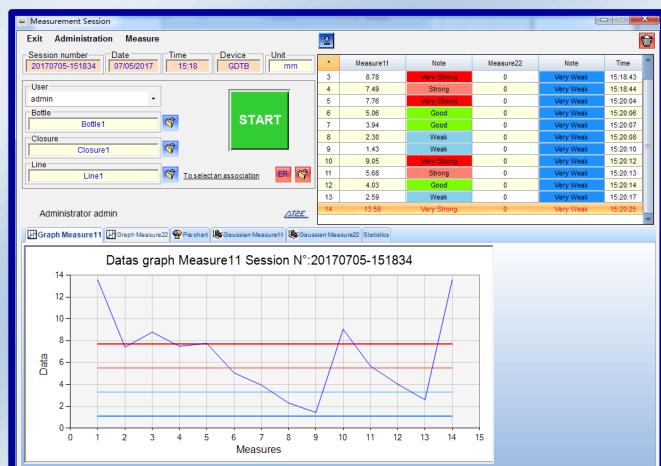 Measurement Session
Exit Administration Measure
Session number Date Time Device Unit
20170705-151834 07/05/2017 15:18 GDTB mm
User
admin
Bottle
Bottle1
START
Closure
Closure1
Line
Line1 To select an association ER
Administrator admin AT2E
* Measure11 Note Measure22 Note Time
3 8.78 Very Strong 0 Very Weak 15:18:43
4 7.49 Strong 0 Very Weak 15:18:44
5 7.76 Very Strong 0 Very Weak 15:20:04
6 5.06 Good 0 Very Weak 15:20:06
7 3.94 Good 0 Very Weak 15:20:07
8 2.30 Weak 0 Very Weak 15:20:08
9 1.43 Weak 0 Very Weak 15:20:10
10 9.05 Very Strong 0 Very Weak 15:20:12
11 5.68 Strong 0 Very Weak 15:20:13
12 4.03 Good 0 Very Weak 15:20:14
13 2.59 Weak 0 Very Weak 15:20:17
14 13.58 Very Strong 0 Very Weak 15:20:25
Graph Measure11 Graph Measure22 Pie chart Gaussian Measure11 Gaussian Measure22 Statistics
Datas graph Measure11 Session N°:20170705-151834
14
12
10
8
6
4
2
0
Data
0 1 2 3 4 5 6 7 8 9 10 11 12 13 14 15
Measures